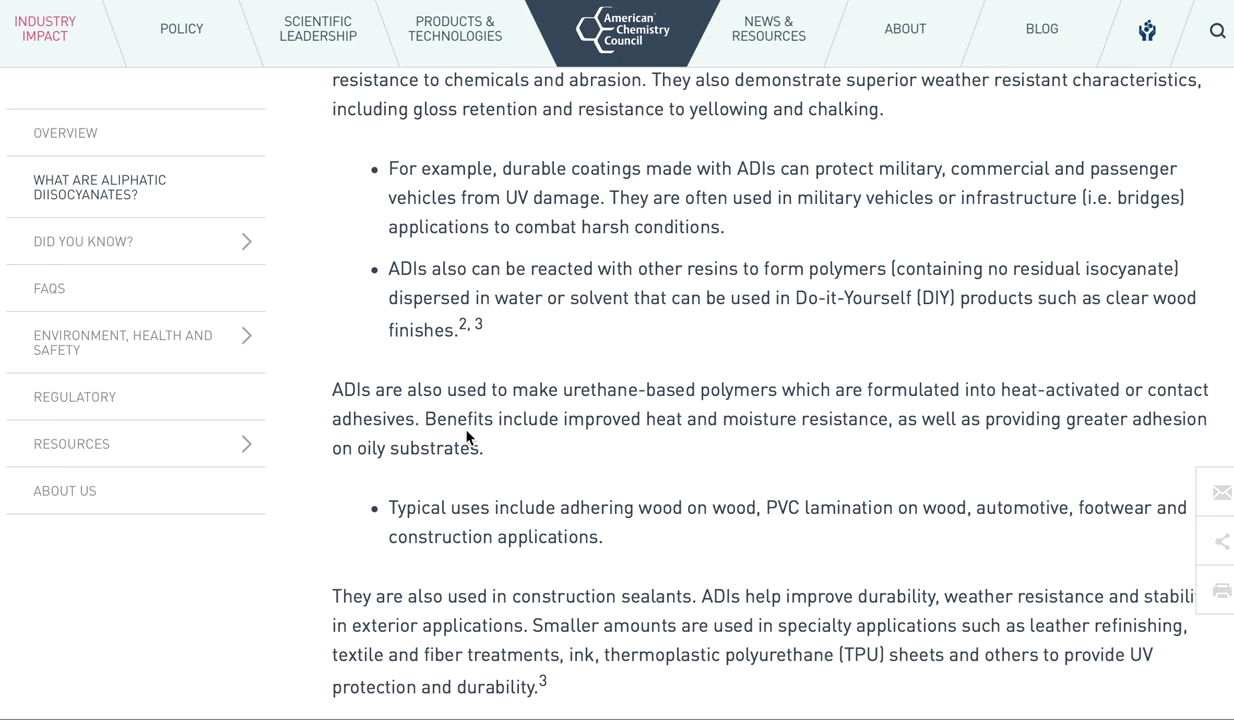 INDUSTRY
IMPACT
POLICY
SCIENTIFIC
LEADERSHIP
PRODUCTS &
TECHNOLOGIES
American
Chemistry
Council
NEWS &
RESOURCES
ABOUT
BLOG
OVERVIEW
WHAT ARE ALIPHATIC
DIISOCYANATES?
DID YOU KNOW?
FAQS
ENVIRONMENT, HEALTH AND
SAFETY
REGULATORY
RESOURCES
ABOUT US
resistance to chemicals and abrasion. They also demonstrate superior weather resistant characteristics,
including gloss retention and resistance to yellowing and chalking.
• For example, durable coatings made with ADIs can protect military, commercial and passenger
vehicles from UV damage. They are often used in military vehicles or infrastructure (i.e. bridges)
applications to combat harsh conditions.
• ADIs also can be reacted with other resins to form polymers (containing no residual isocyanate)
dispersed in water or solvent that can be used in Do-it-Yourself (DIY) products such as clear wood
finishes.2, 3
ADIs are also used to make urethane-based polymers which are formulated into heat-activated or contact
adhesives. Benefits include improved heat and moisture resistance, as well as providing greater adhesion
on oily substrates.
• Typical uses include adhering wood on wood, PVC lamination on wood, automotive, footwear and
construction applications.
They are also used in construction sealants. ADIs help improve durability, weather resistance and stabili
in exterior applications. Smaller amounts are used in specialty applications such as leather refinishing,
textile and fiber treatments, ink, thermoplastic polyurethane (TPU) sheets and others to provide UV
protection and durability.3